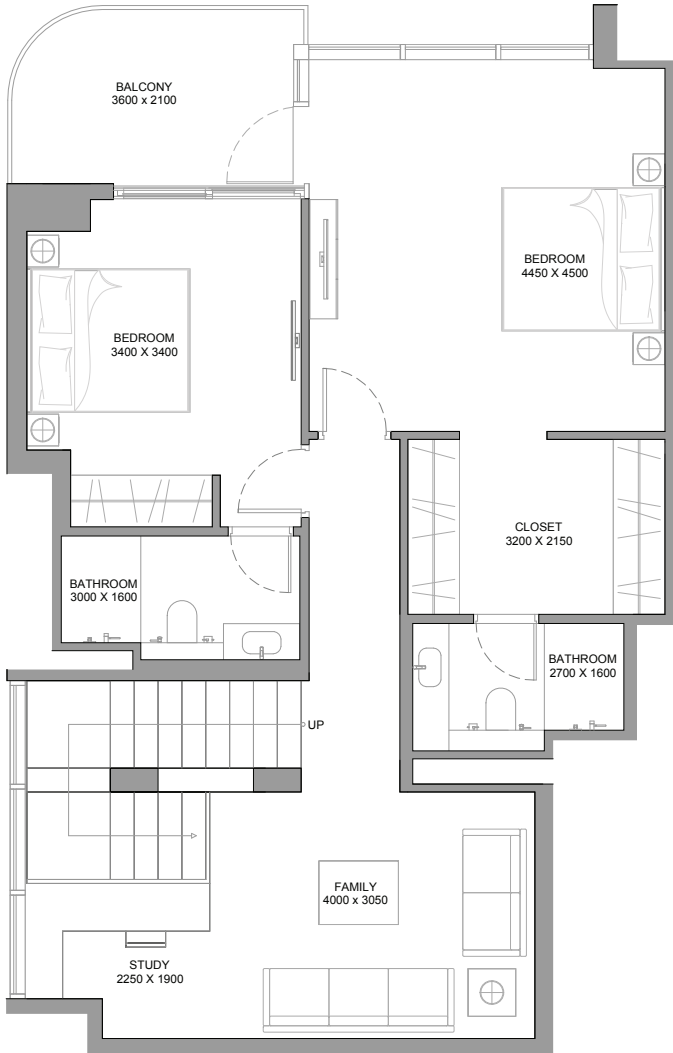 BALCONY
3600 x 2100
BEDROOM
4450 X 4500
BEDROOM
3400 X 3400
CLOSET
3200 X 2150
BATHROOM
3000 X 1600
BATHROOM
2700 X 1600
UP
FAMILY
4000 x 3050
STUDY
2250 X 1900